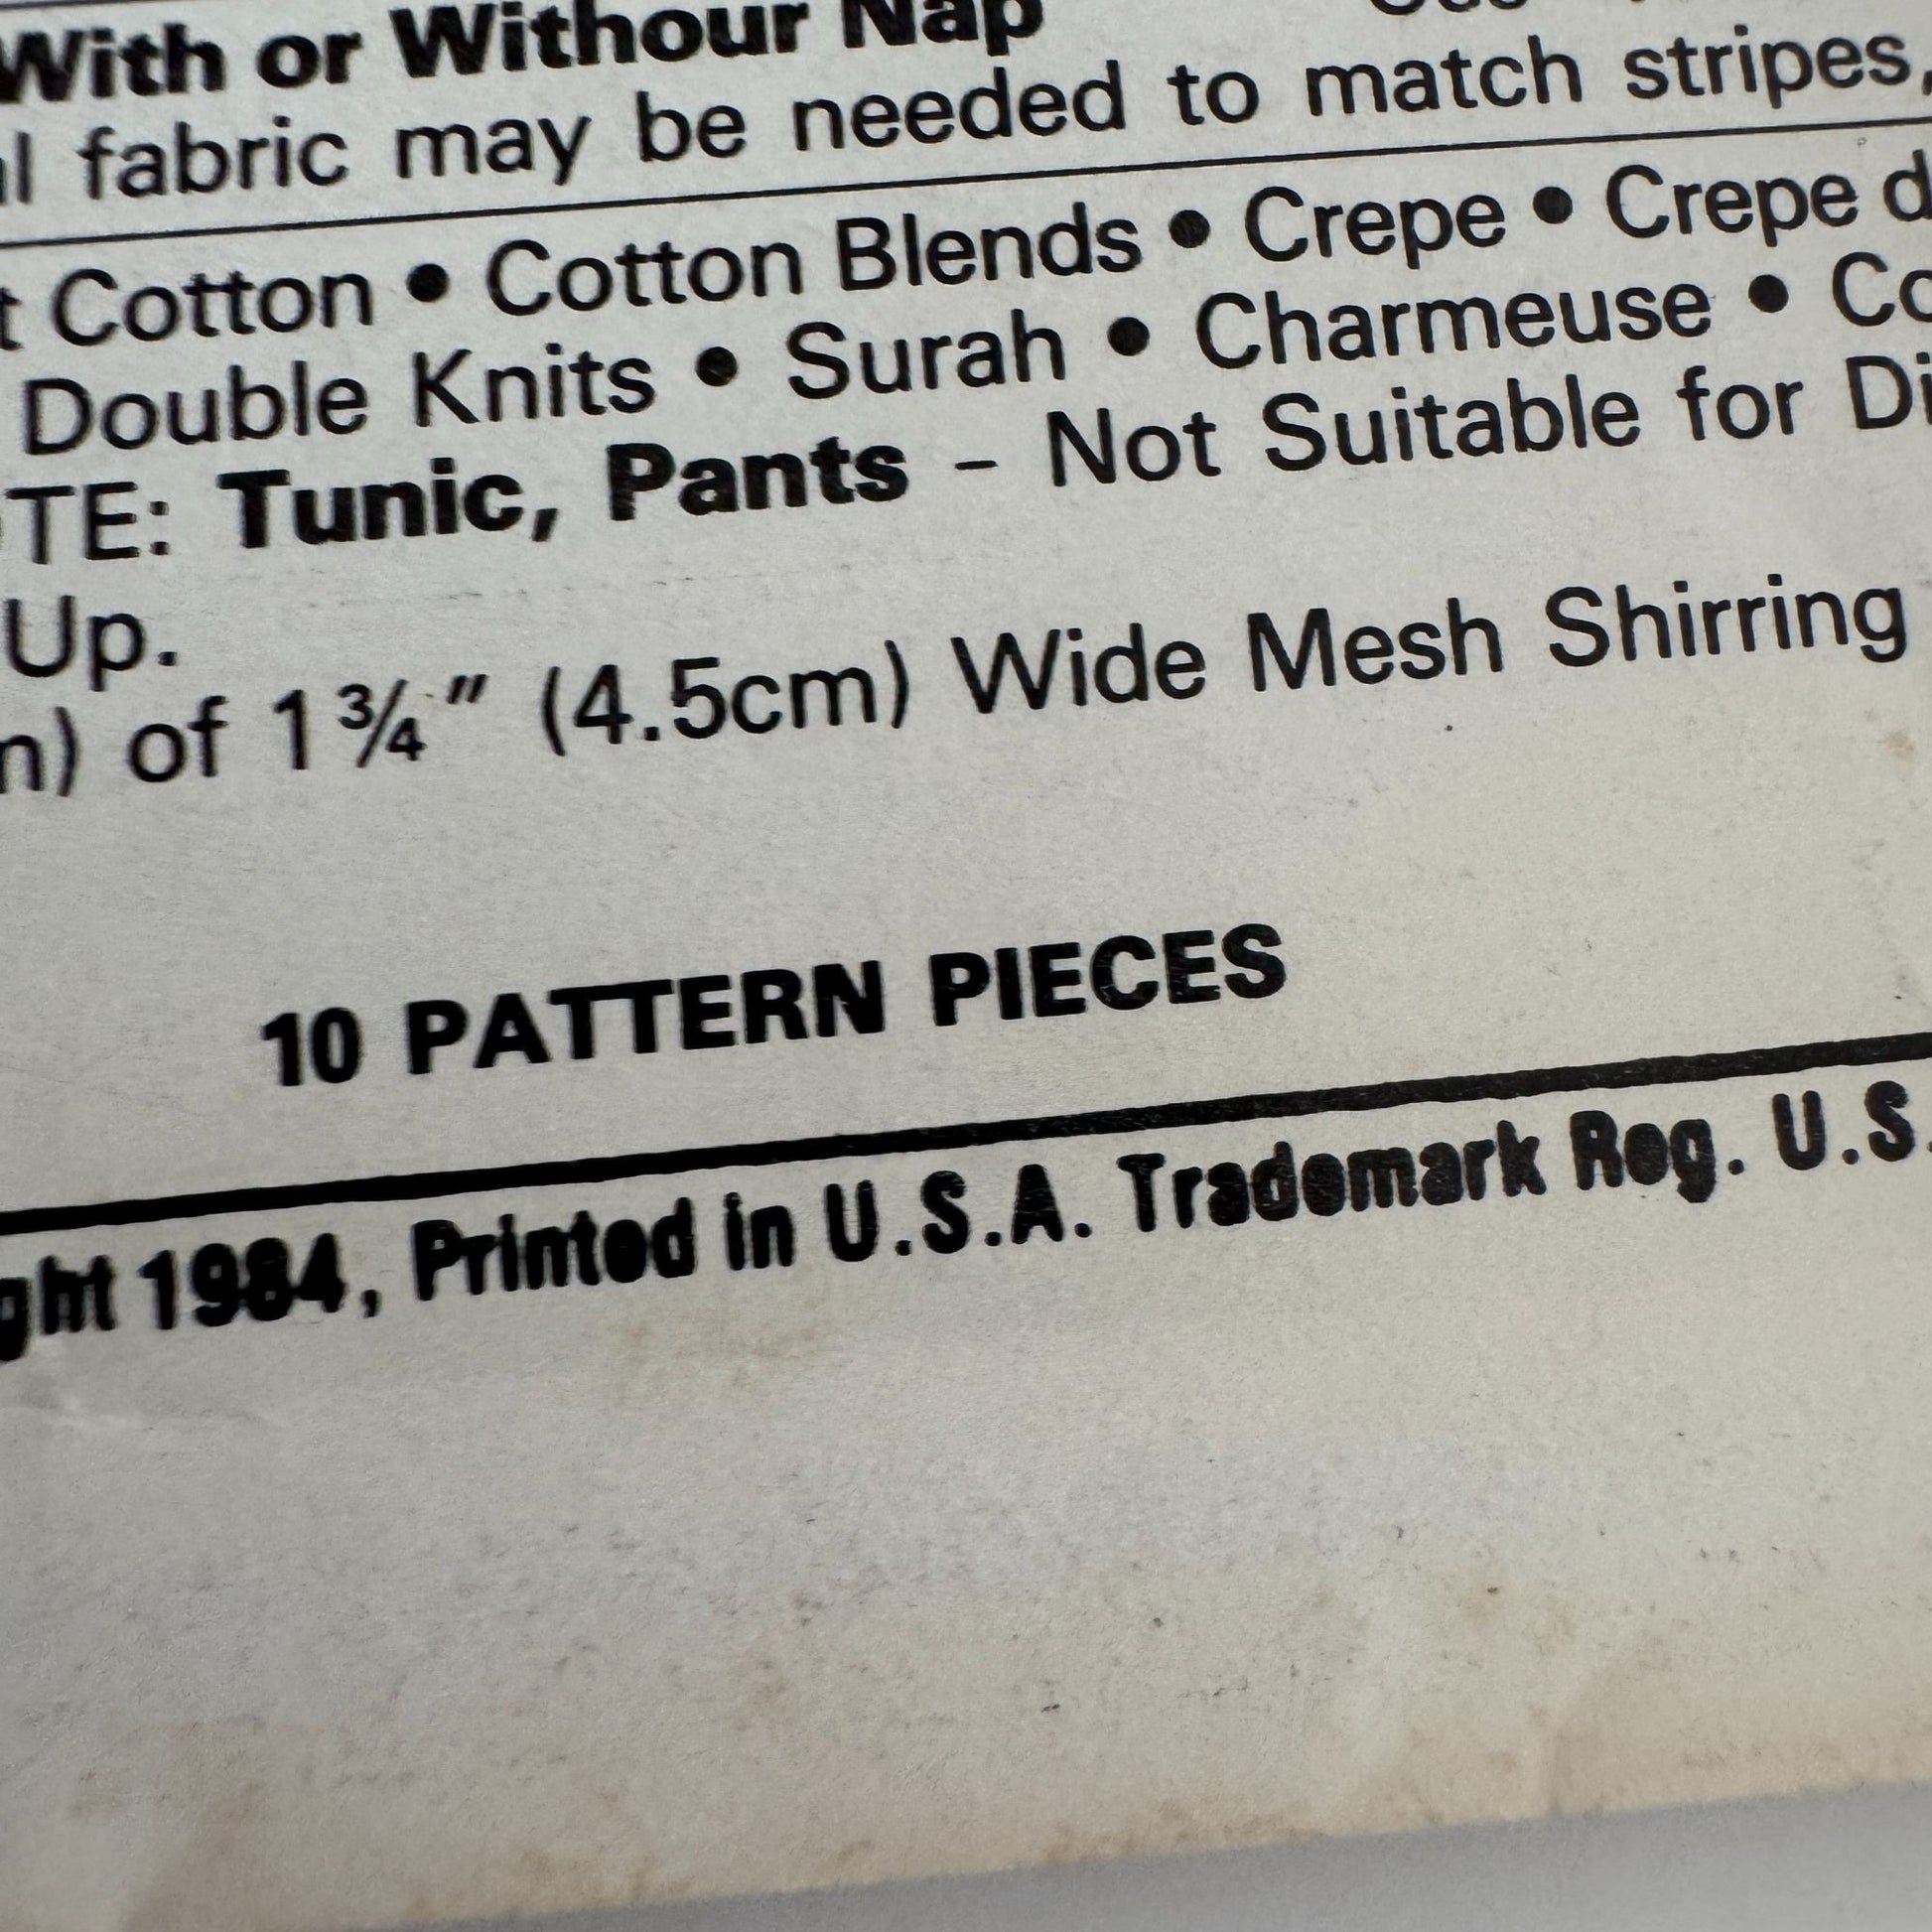 With or Withour Nap
l fabric may be needed to match stripes,
t Cotton • Cotton Blends • Crepe • Crepe d
Double Knits • Surah • Charmeuse • Co
TE: Tunic, Pants – Not Suitable for Di
Up.
n) of 1¾" (4.5cm) Wide Mesh Shirring
10 PATTERN PIECES
ght 1984, Printed in U.S.A. Trademark Reg. U.S.